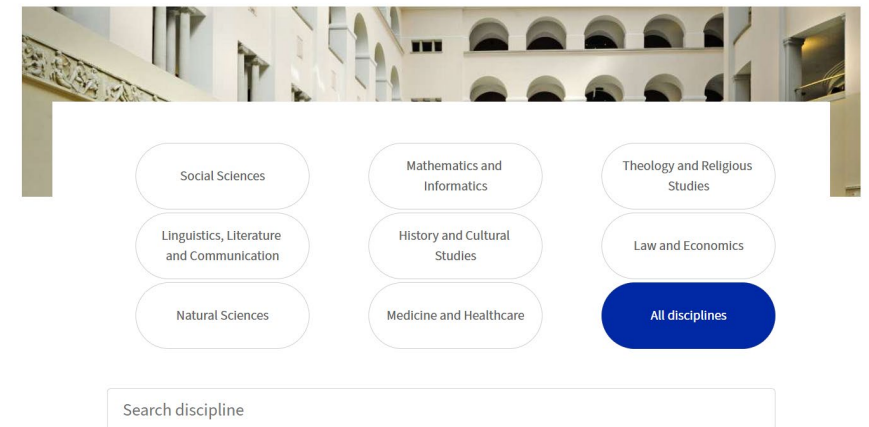 Social Sciences
Mathematics and
Informatics
Theology and Religious
Studies
Linguistics, Literature
and Communication
History and Cultural
Studies
Law and Economics
Natural Sciences
Medicine and Healthcare
All disciplines
Search discipline